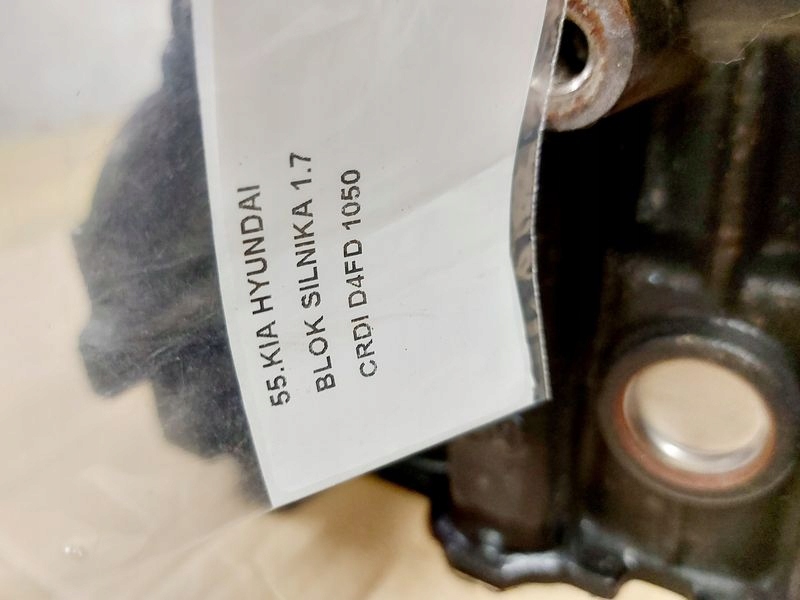 55.KIA HYUNDAI
BLOK SILNIKA 1.7
CRDI D4FD 1050